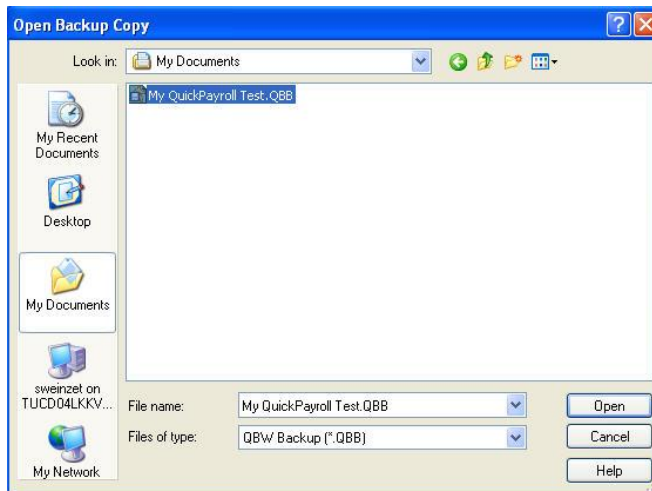 Open Backup Copy
Look in:
My Documents
My QuickPayroll Test.QBB
My Recent
Documents
Desktop
My Documents
sweinzet on
TUCD04LKKV...
My Network
File name:
My QuickPayroll Test.QBB
Open
Files of type:
QBW Backup (*.QBB)
Cancel
Help